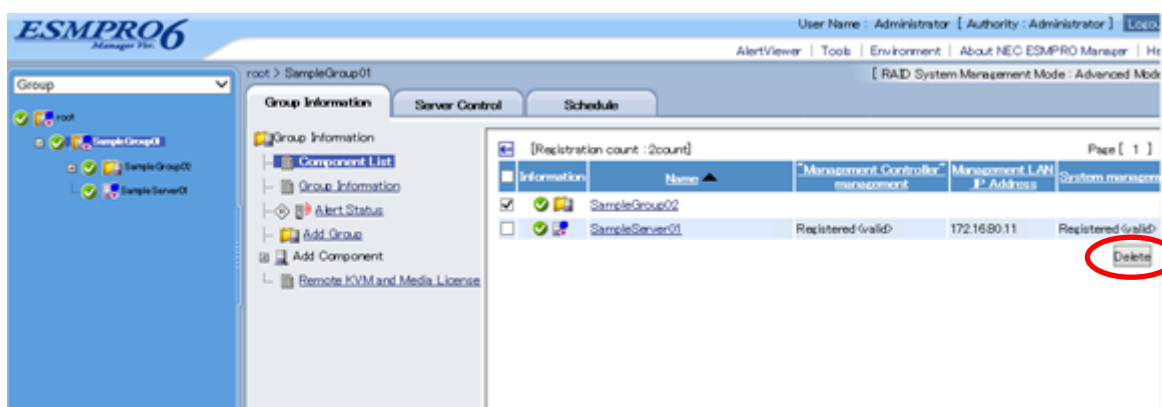 ESMPRO6
Manager Ver.
User Name : Administrator [ Authority : Administrator ]
AlertViewer | Tools | Environment | About NEC ESMPRO Manager |
Group
root > SampleGroup01
[ RAID System Management Mode : Advanced Mode
Group Information
Server Control
Schedule
root
SampleGroup01
SampleGroup02
SampleServer01
Group Information
Component List
Group Information
Alert Status
Add Group
Add Component
Remote KVM and Media License
[Registration count : 2count]
Page [ 1 ]
Information
Name ▲
"Management Controller" management
Management LAN IP Address
System
SampleGroup02
SampleServer01
Registered(valid)
172.16.80.11
Registered(valid)
Delete